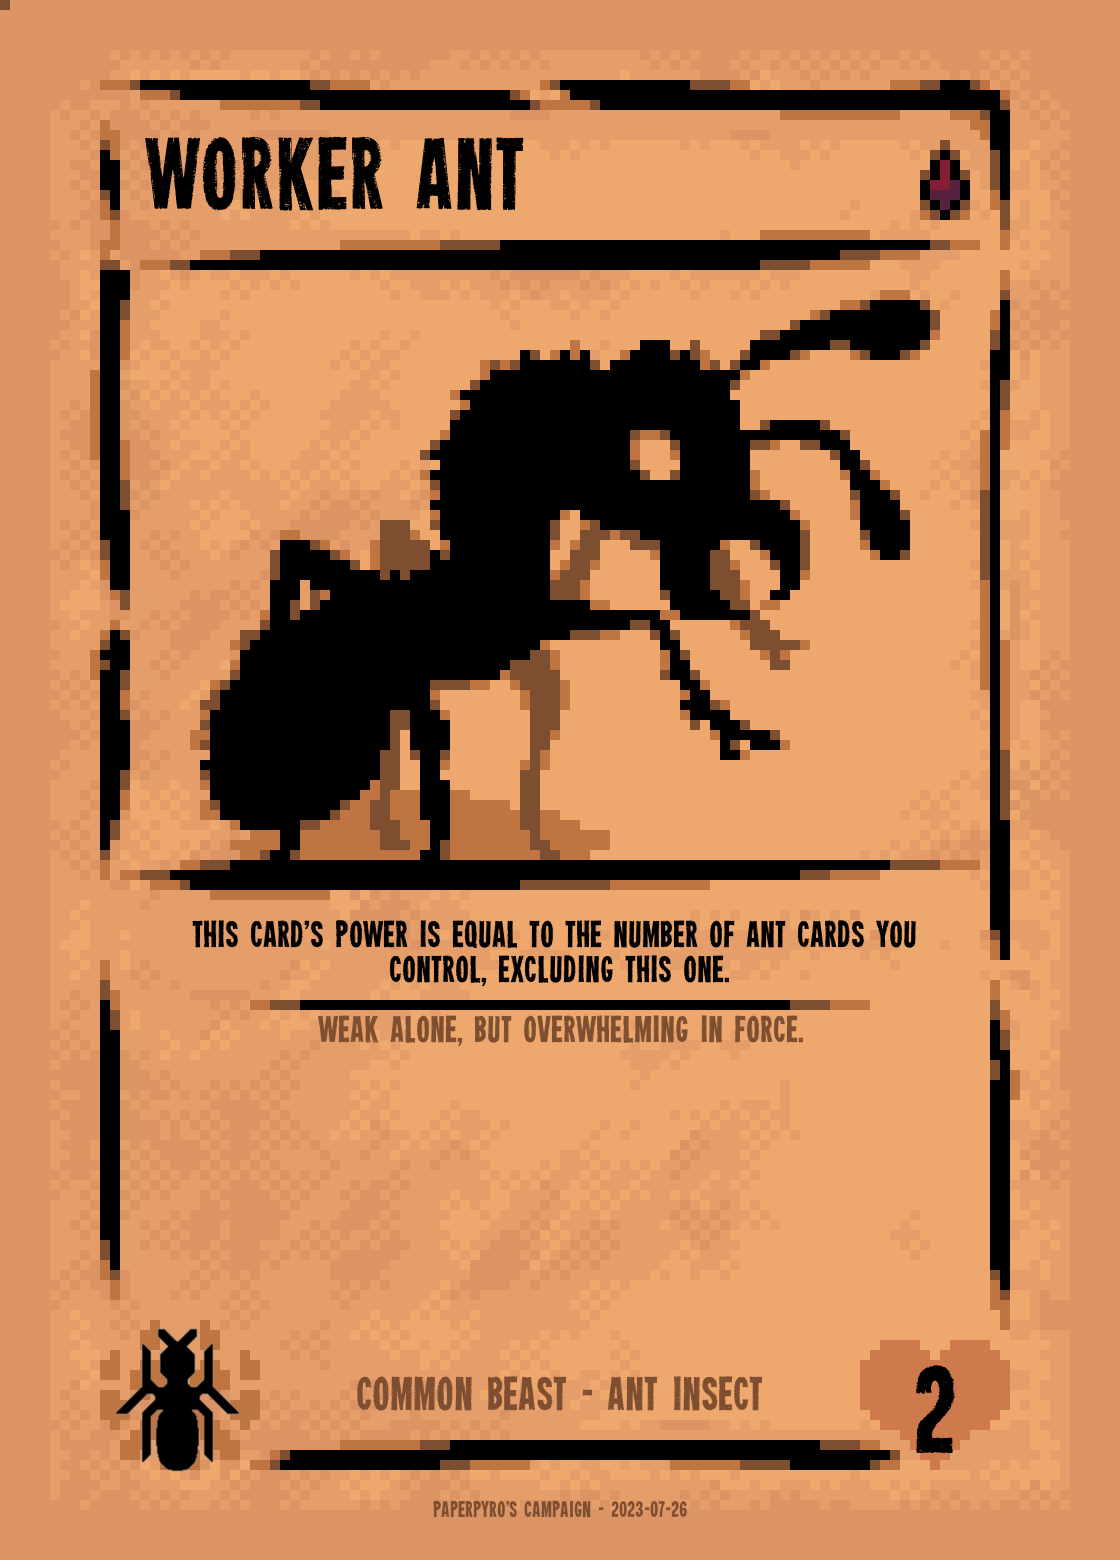 WORKER ANT
THIS CARD'S POWER IS EQUAL TO THE NUMBER OF ANT CARDS YOU
CONTROL, EXCLUDING THIS ONE.
WEAK ALONE, BUT OVERWHELMING IN FORCE.
COMMON BEAST - ANT INSECT
2
PAPERPYRO'S CAMPAIGN - 2023-07-26